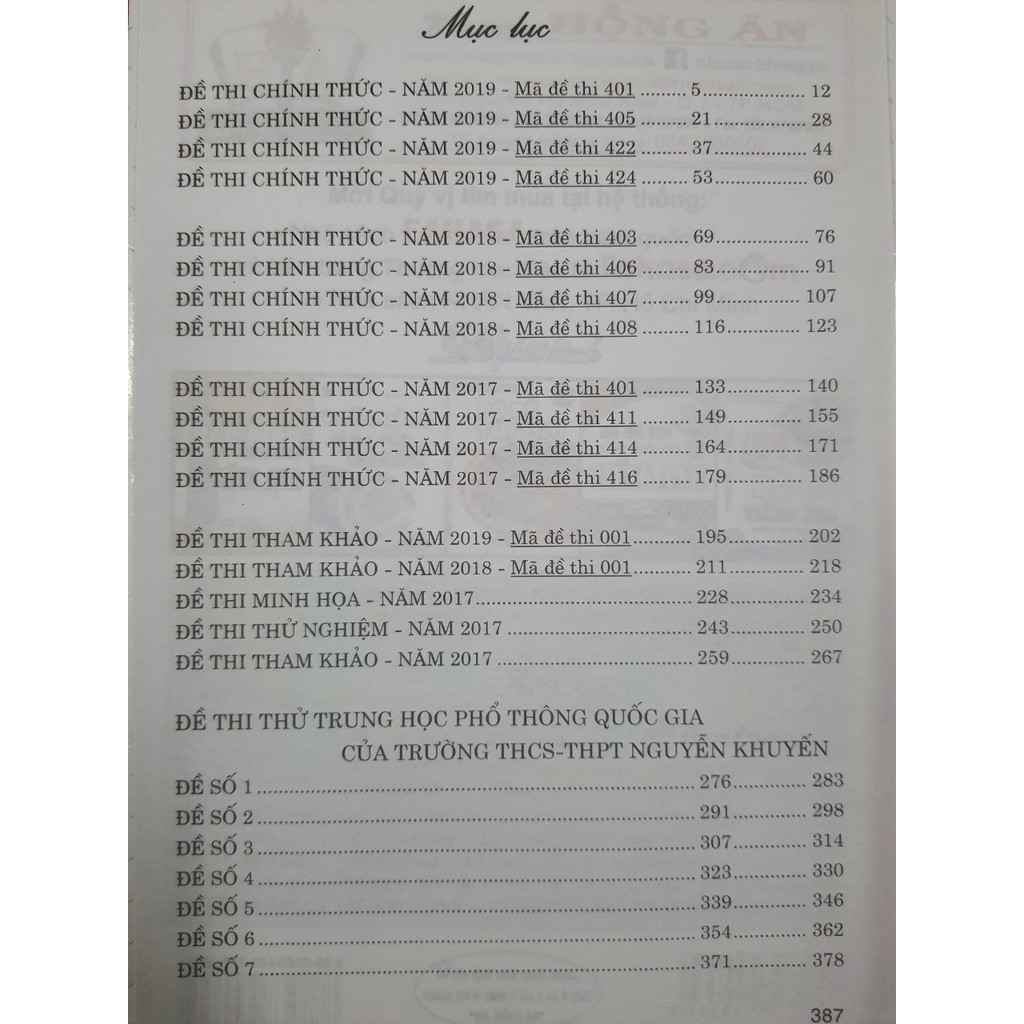 Mục lục
ĐỀ THI CHÍNH THỨC - NĂM 2019 - Mã đề thi 401 ......... 5.................... 12
ĐỀ THI CHÍNH THỨC - NĂM 2019 - Mã đề thi 405 ......... 21................... 28
ĐỀ THI CHÍNH THỨC - NĂM 2019 - Mã đề thi 422 ......... 37................... 44
ĐỀ THI CHÍNH THỨC - NĂM 2019 - Mã đề thi 424 ......... 53................... 60
ĐỀ THI CHÍNH THỨC - NĂM 2018 - Mã đề thi 403 ......... 69................... 76
ĐỀ THI CHÍNH THỨC - NĂM 2018 - Mã đề thi 406 ......... 83................... 91
ĐỀ THI CHÍNH THỨC - NĂM 2018 - Mã đề thi 407 ......... 99................. 107
ĐỀ THI CHÍNH THỨC - NĂM 2018 - Mã đề thi 408 ......... 116............... 123
ĐỀ THI CHÍNH THỨC - NĂM 2017 - Mã đề thi 401 ......... 133............... 140
ĐỀ THI CHÍNH THỨC - NĂM 2017 - Mã đề thi 411 ......... 149............... 155
ĐỀ THI CHÍNH THỨC - NĂM 2017 - Mã đề thi 414 ......... 164............... 171
ĐỀ THI CHÍNH THỨC - NĂM 2017 - Mã đề thi 416 ......... 179............... 186
ĐỀ THI THAM KHẢO - NĂM 2019 - Mã đề thi 001........... 195............... 202
ĐỀ THI THAM KHẢO - NĂM 2018 - Mã đề thi 001........... 211............... 218
ĐỀ THI MINH HỌA - NĂM 2017.......................................... 228............... 234
ĐỀ THI THỬ NGHIỆM - NĂM 2017 .................................... 243............... 250
ĐỀ THI THAM KHẢO - NĂM 2017 ...................................... 259............... 267
ĐỀ THI THỬ TRUNG HỌC PHỔ THÔNG QUỐC GIA
CỦA TRƯỜNG THCS-THPT NGUYỄN KHUYẾN
ĐỀ SỐ 1 ...................................................................................... 276............... 283
ĐỀ SỐ 2 ...................................................................................... 291............... 298
ĐỀ SỐ 3 ...................................................................................... 307............... 314
ĐỀ SỐ 4 ...................................................................................... 323............... 330
ĐỀ SỐ 5 ...................................................................................... 339............... 346
ĐỀ SỐ 6 ...................................................................................... 354............... 362
ĐỀ SỐ 7 ...................................................................................... 371............... 378
387